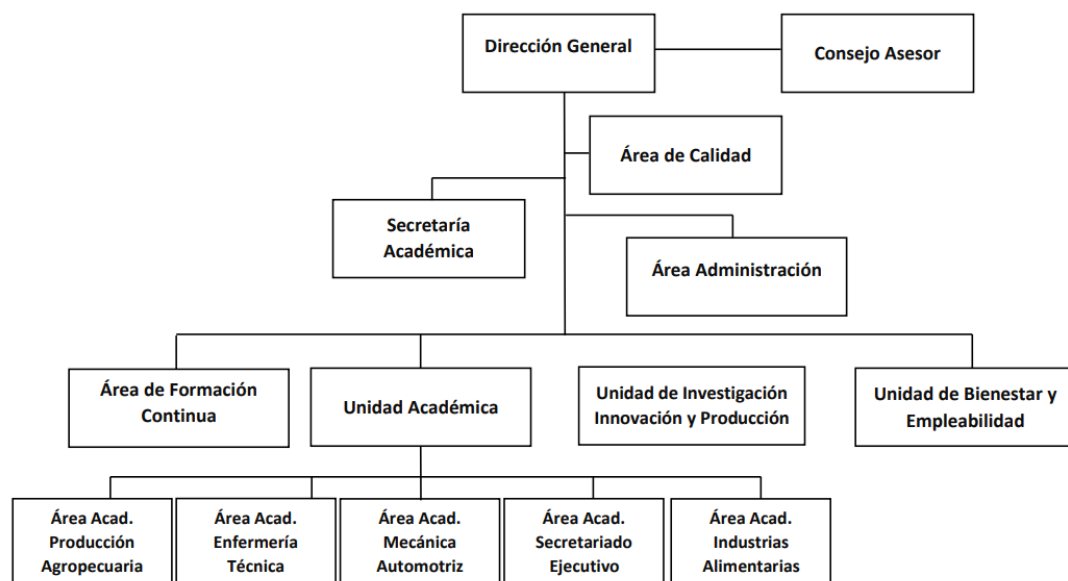 Dirección General
Consejo Asesor
Área de Calidad
Secretaría
Académica
Área Administración
Área de Formación
Continua
Unidad Académica
Unidad de Investigación
Innovación y Producción
Unidad de Bienestar y
Empleabilidad
Área Acad.
Producción
Agropecuaria
Área Acad.
Enfermería
Técnica
Área Acad.
Mecánica
Automotriz
Área Acad.
Secretariado
Ejecutivo
Área Acad.
Industrias
Alimentarias